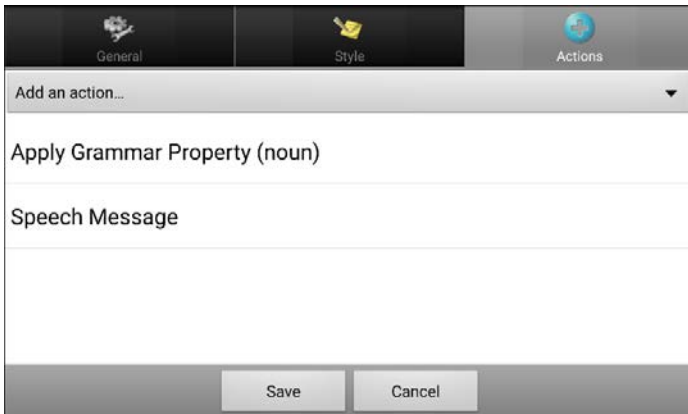 General
Style
Actions
Add an action...
Apply Grammar Property (noun)
Speech Message
Save
Cancel